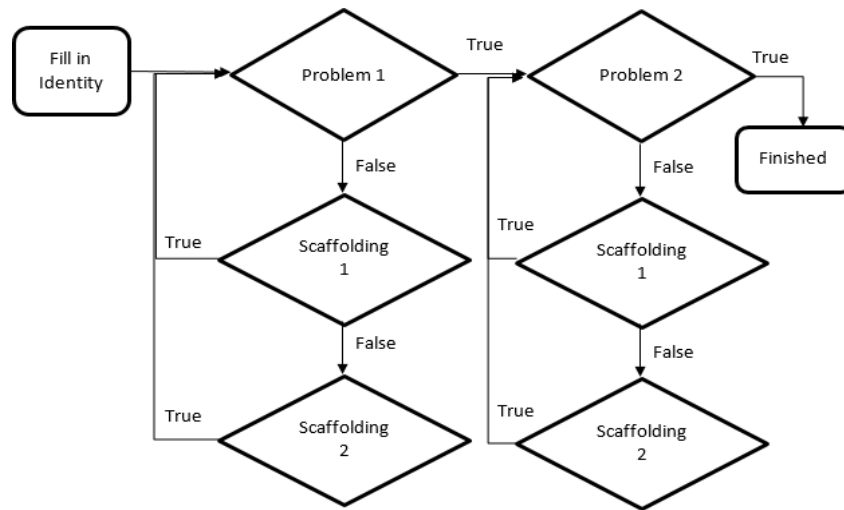 Fill in
Identity
Problem 1
True
Problem 2
True
Finished
False
False
True
Scaffolding
1
True
Scaffolding
1
False
False
True
Scaffolding
2
True
Scaffolding
2